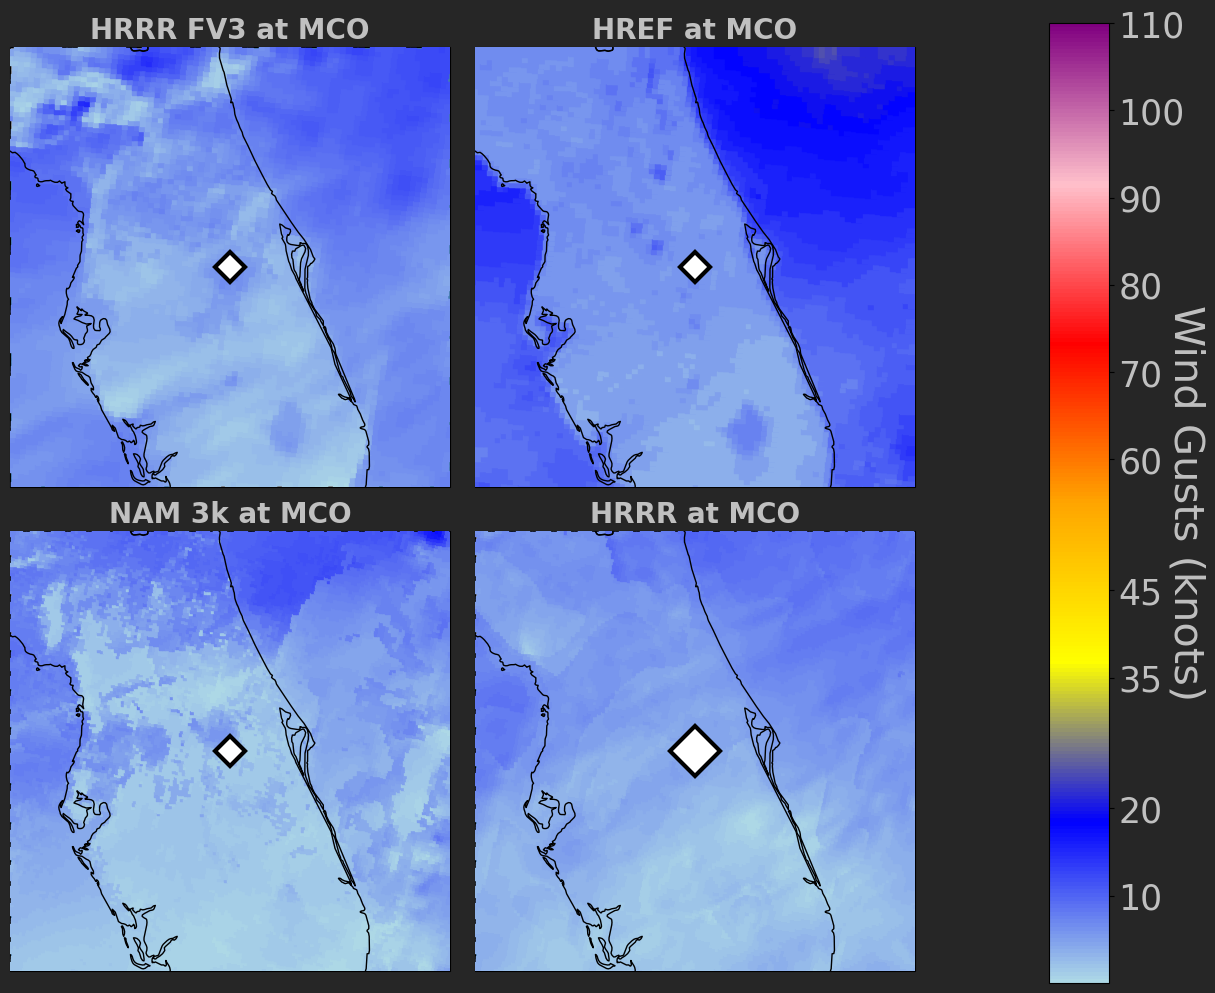 HRRR FV3 at MCO
HREF at MCO
NAM 3k at MCO
HRRR at MCO
110
100
90
80
70
60
45
35
20
10
Wind Gusts (knots)